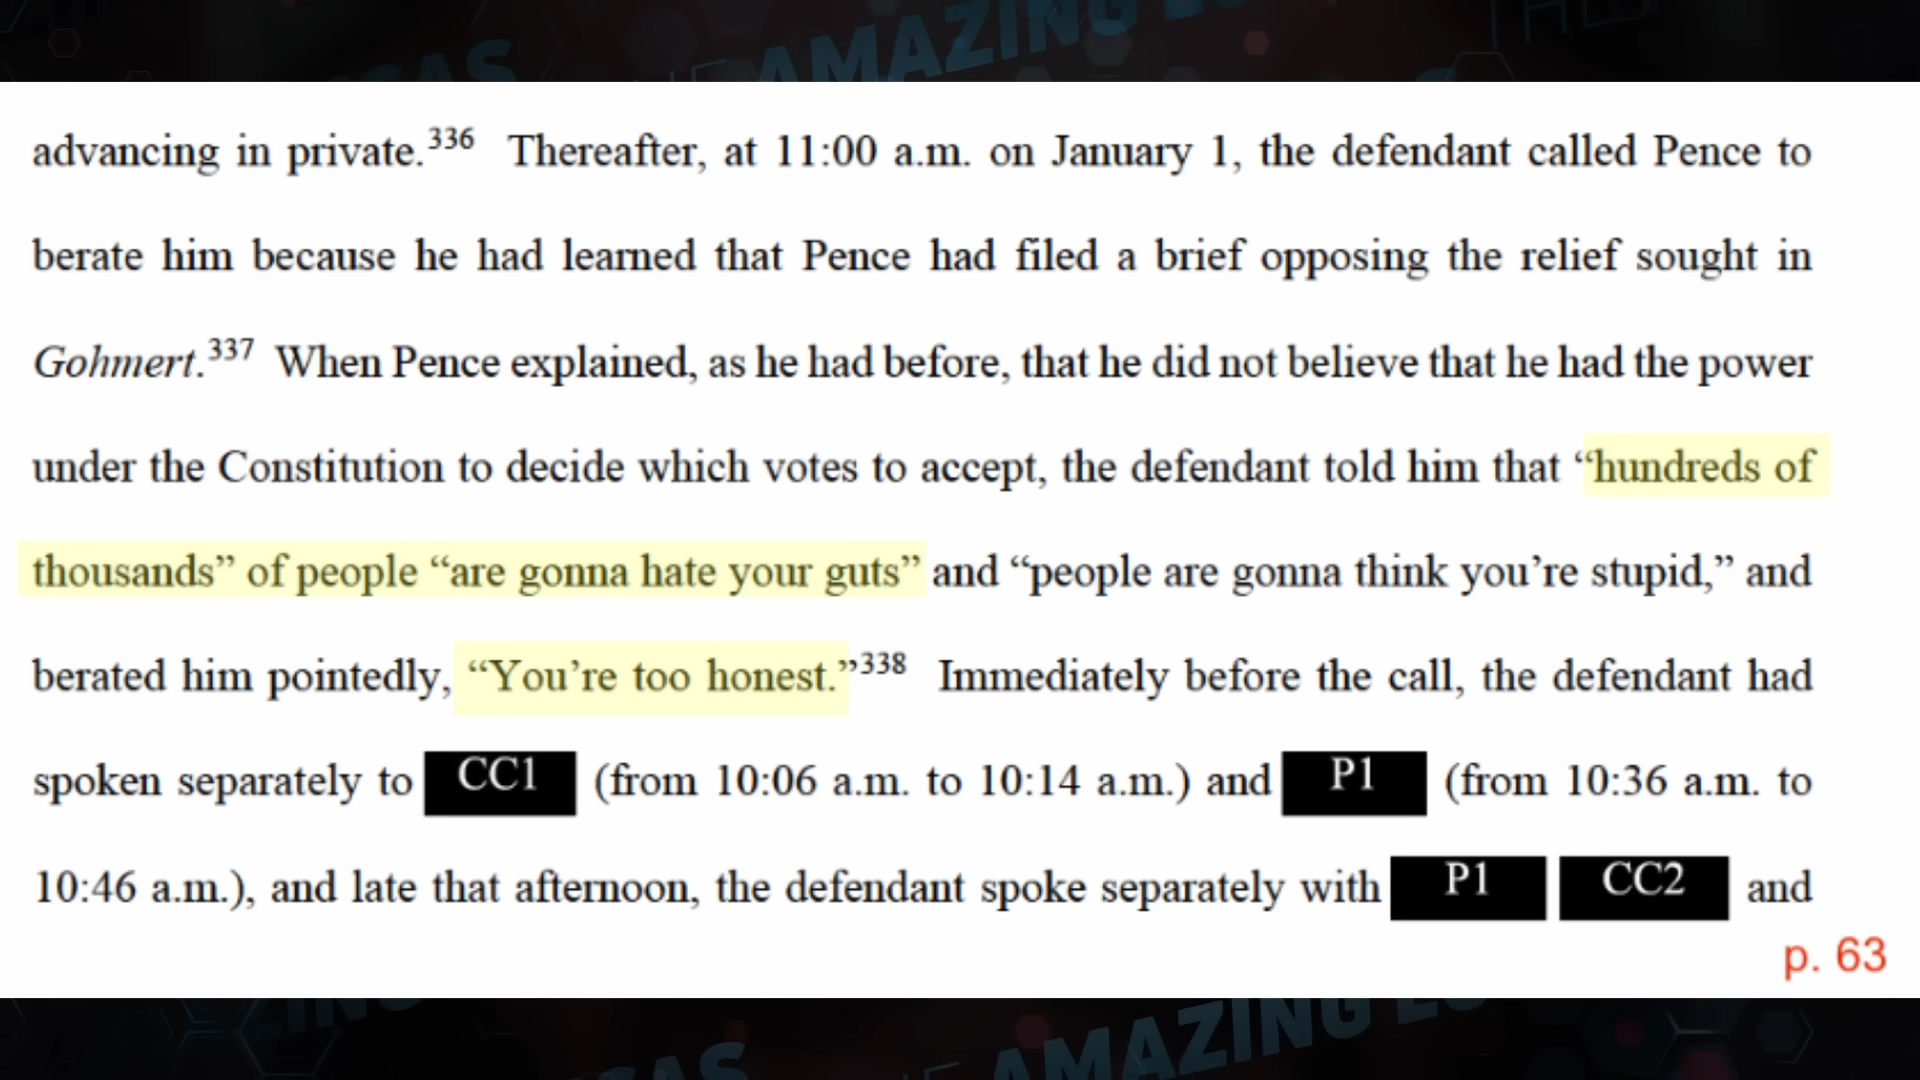 CAS THE AMAZING LUCAS
advancing in private.336 Thereafter, at 11:00 a.m. on January 1, the defendant called Pence to
berate him because he had learned that Pence had filed a brief opposing the relief sought in
Gohmert.337 When Pence explained, as he had before, that he did not believe that he had the power
under the Constitution to decide which votes to accept, the defendant told him that “hundreds of
thousands” of people “are gonna hate your guts” and “people are gonna think you’re stupid,” and
berated him pointedly, “You’re too honest.”338 Immediately before the call, the defendant had
spoken separately to CC1 (from 10:06 a.m. to 10:14 a.m.) and P1 (from 10:36 a.m. to
10:46 a.m.), and late that afternoon, the defendant spoke separately with P1 CC2 and
p. 63
AMAZING